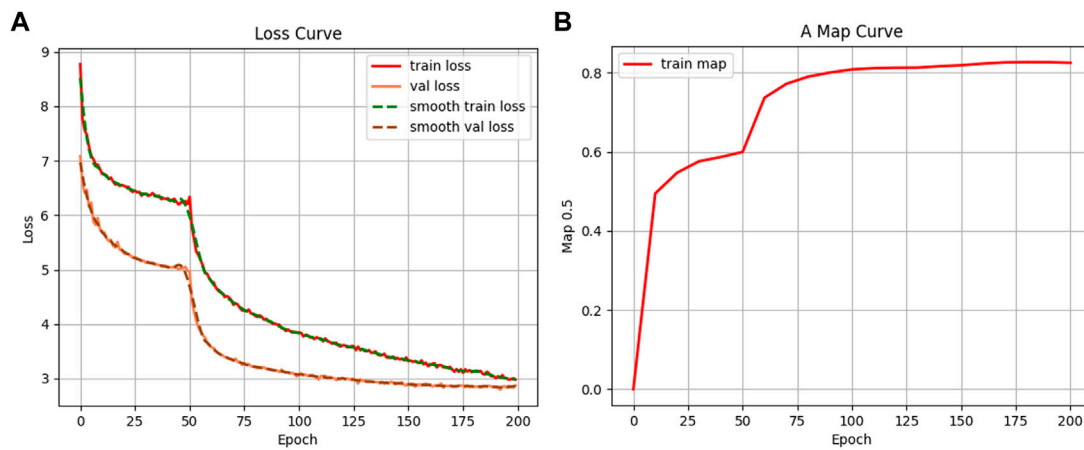 A
Loss Curve
9
8
7
6
5
4
3
Loss
train loss
val loss
smooth train loss
smooth val loss
0 25 50 75 100 125 150 175 200
Epoch
B
A Map Curve
0.8
0.6
0.4
0.2
0.0
Map 0.5
train map
0 25 50 75 100 125 150 175 200
Epoch